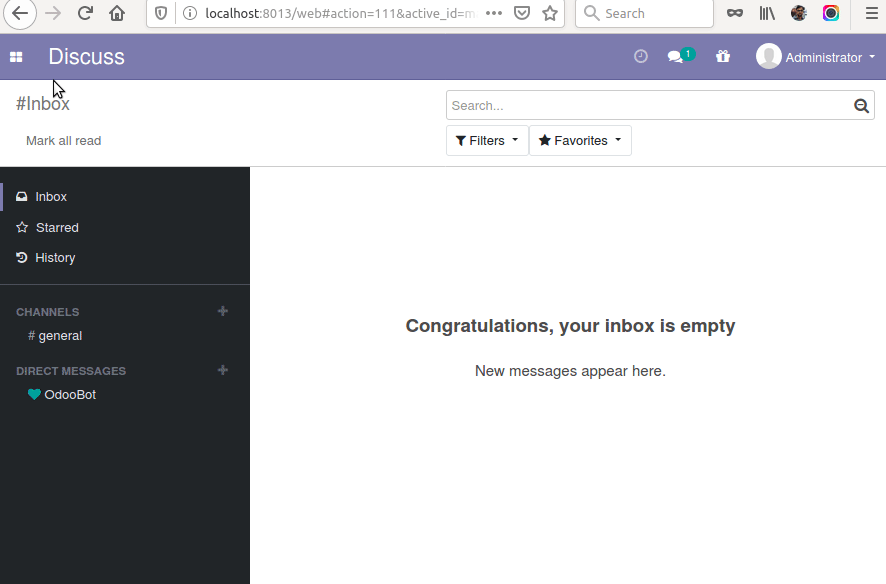 localhost:8013/web#action=111&active_id=m
Search
Discuss
1
Administrator
#Inbox
Search...
Mark all read
Filters
Favorites
Inbox
Starred
History
CHANNELS
# general
DIRECT MESSAGES
OdooBot
Congratulations, your inbox is empty
New messages appear here.